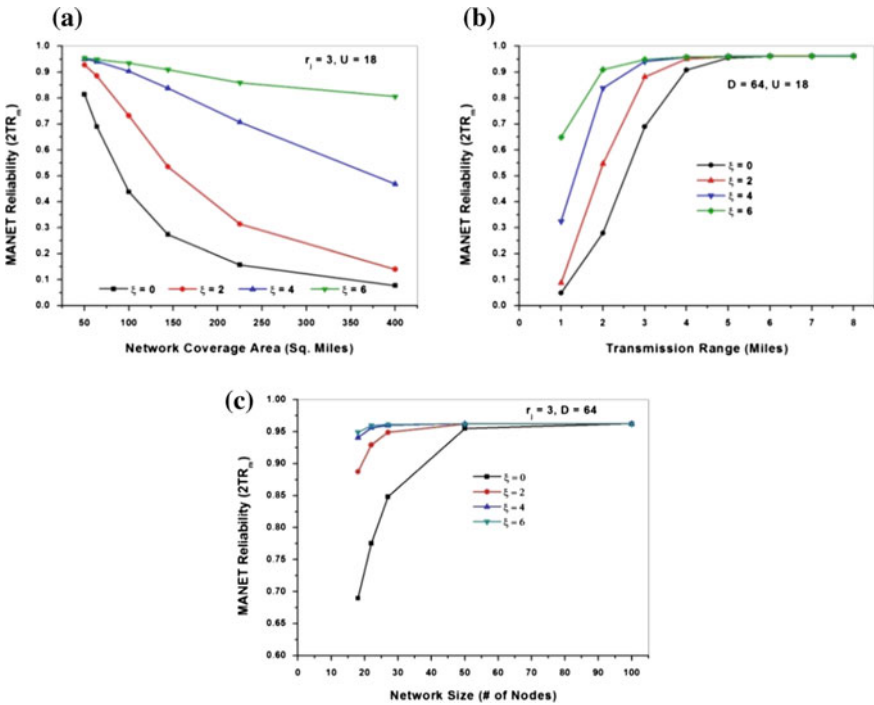 (a)
1.0
0.9
0.8
0.7
0.6
0.5
0.4
0.3
0.2
0.1
0.0
MANET Reliability (2TRm)
r_l = 3, U = 18
ξ = 0 ξ = 2 ξ = 4 ξ = 6
50 100 150 200 250 300 350 400
Network Coverage Area (Sq. Miles)
(b)
1.0
0.9
0.8
0.7
0.6
0.5
0.4
0.3
0.2
0.1
0.0
MANET Reliability (2TRm)
D = 64, U = 18
ξ = 0
ξ = 2
ξ = 4
ξ = 6
0 1 2 3 4 5 6 7 8
Transmission Range (Miles)
(c)
1.00
0.95
0.90
0.85
0.80
0.75
0.70
0.65
0.60
MANET Reliability (2TRm)
r_l = 3, D = 64
ξ = 0
ξ = 2
ξ = 4
ξ = 6
0 10 20 30 40 50 60 70 80 90 100
Network Size (# of Nodes)